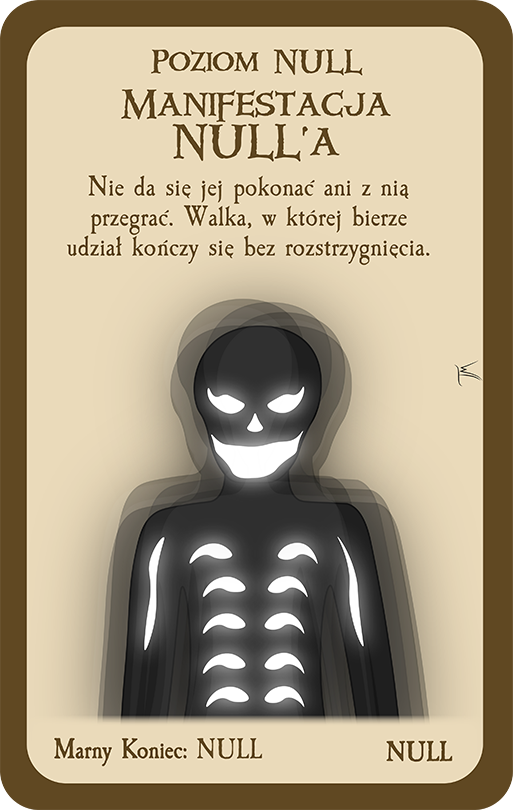 Poziom NULL
Manifestacja
NULL'a
Nie da się jej pokonać ani z nią
przegrać. Walka, w której bierze
udział kończy się bez rozstrzygnięcia.
Marny Koniec: NULL
NULL